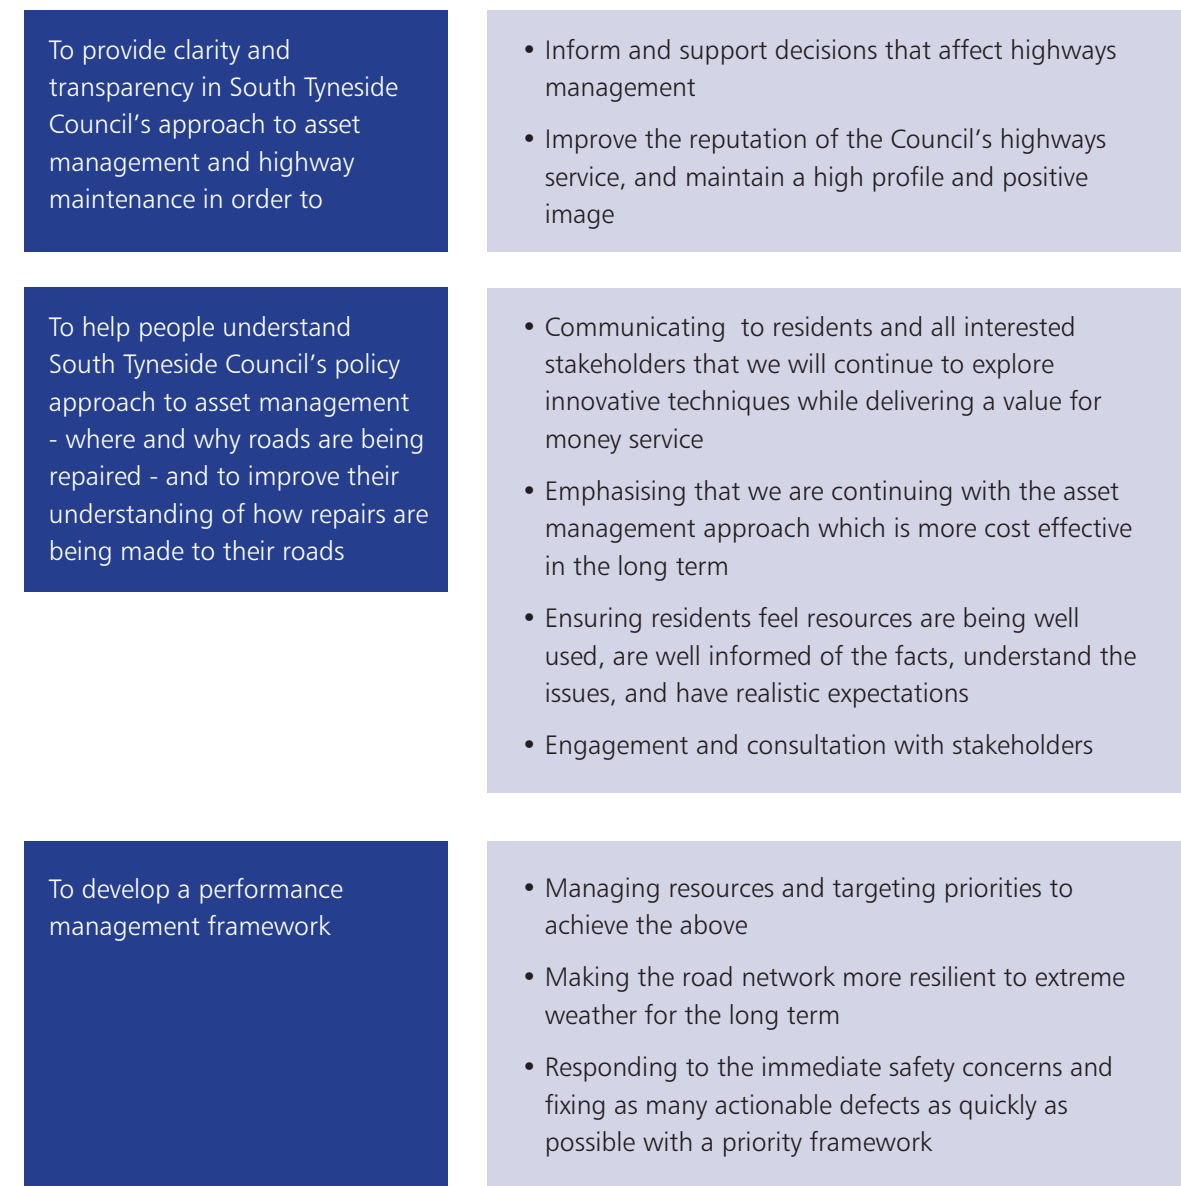 To provide clarity and
transparency in South Tyneside
Council's approach to asset
management and highway
maintenance in order to
• Inform and support decisions that affect highways
management
• Improve the reputation of the Council's highways
service, and maintain a high profile and positive
image
To help people understand
South Tyneside Council's policy
approach to asset management
- where and why roads are being
repaired - and to improve their
understanding of how repairs are
being made to their roads
• Communicating  to residents and all interested
stakeholders that we will continue to explore
innovative techniques while delivering a value for
money service
• Emphasising that we are continuing with the asset
management approach which is more cost effective
in the long term
• Ensuring residents feel resources are being well
used, are well informed of the facts, understand the
issues, and have realistic expectations
• Engagement and consultation with stakeholders
To develop a performance
management framework
• Managing resources and targeting priorities to
achieve the above
• Making the road network more resilient to extreme
weather for the long term
• Responding to the immediate safety concerns and
fixing as many actionable defects as quickly as
possible with a priority framework